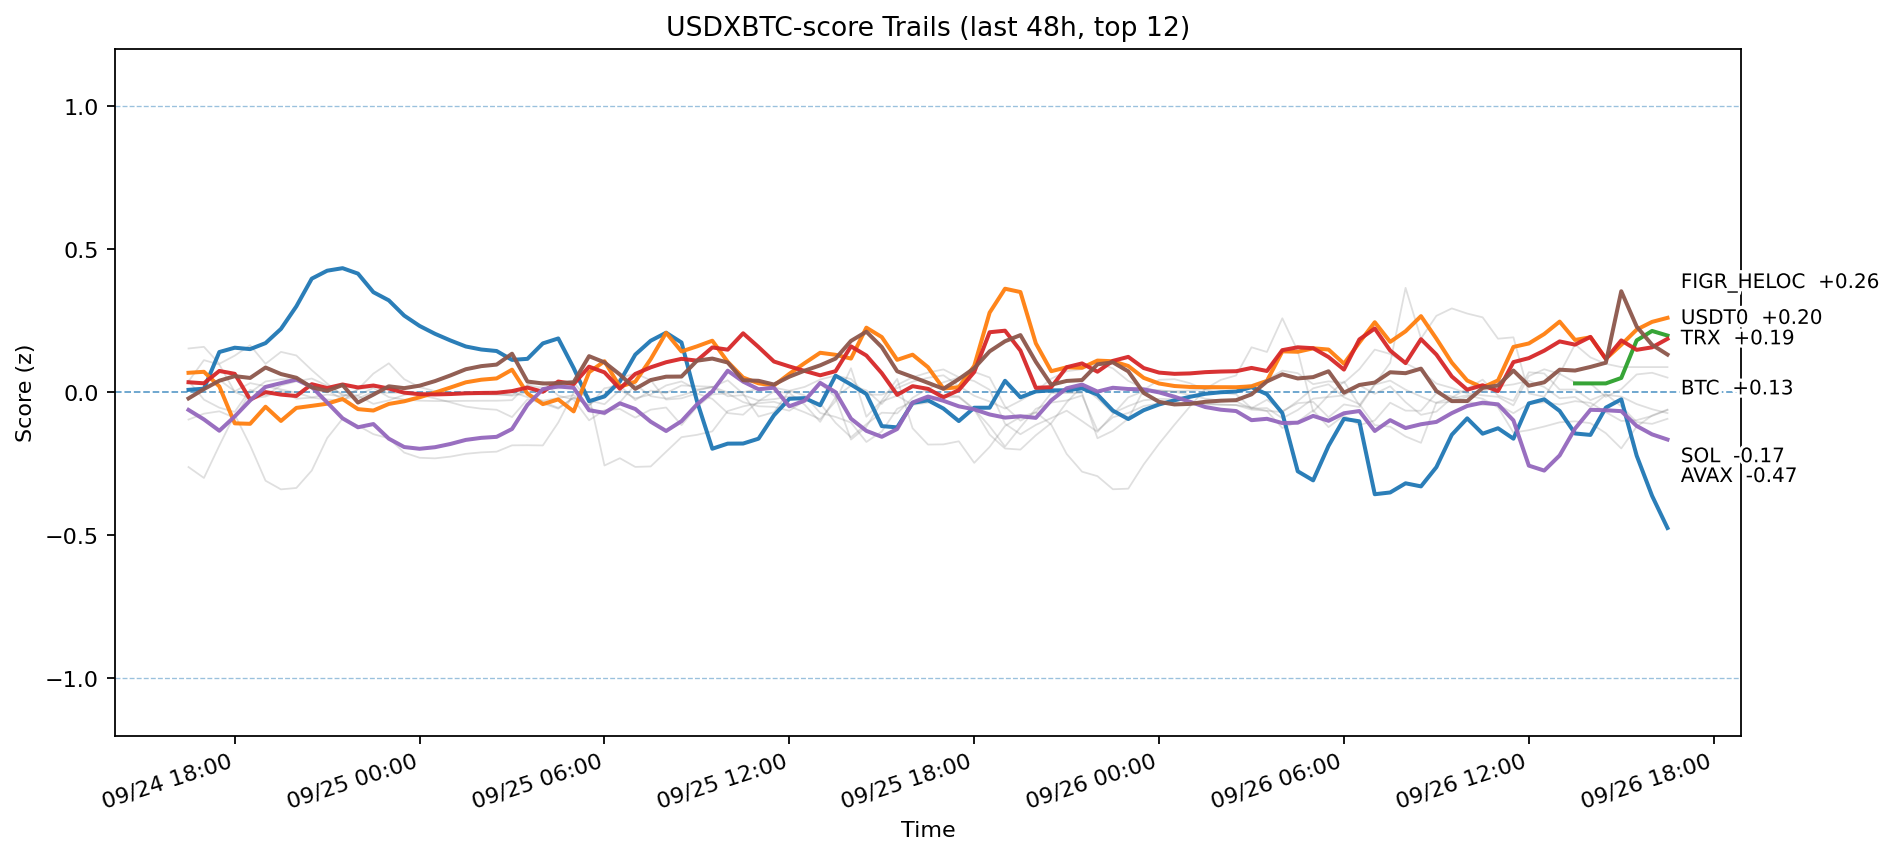 USDXBTC-score Trails (last 48h, top 12)
Score (z)
1.0
0.5
0.0
−0.5
−1.0
FIGR_HELOC +0.26
USDT0 +0.20
TRX +0.19
BTC +0.13
SOL -0.17
AVAX -0.47
09/24 18:00
09/25 00:00
09/25 06:00
09/25 12:00
09/25 18:00
09/26 00:00
09/26 06:00
09/26 12:00
09/26 18:00
Time